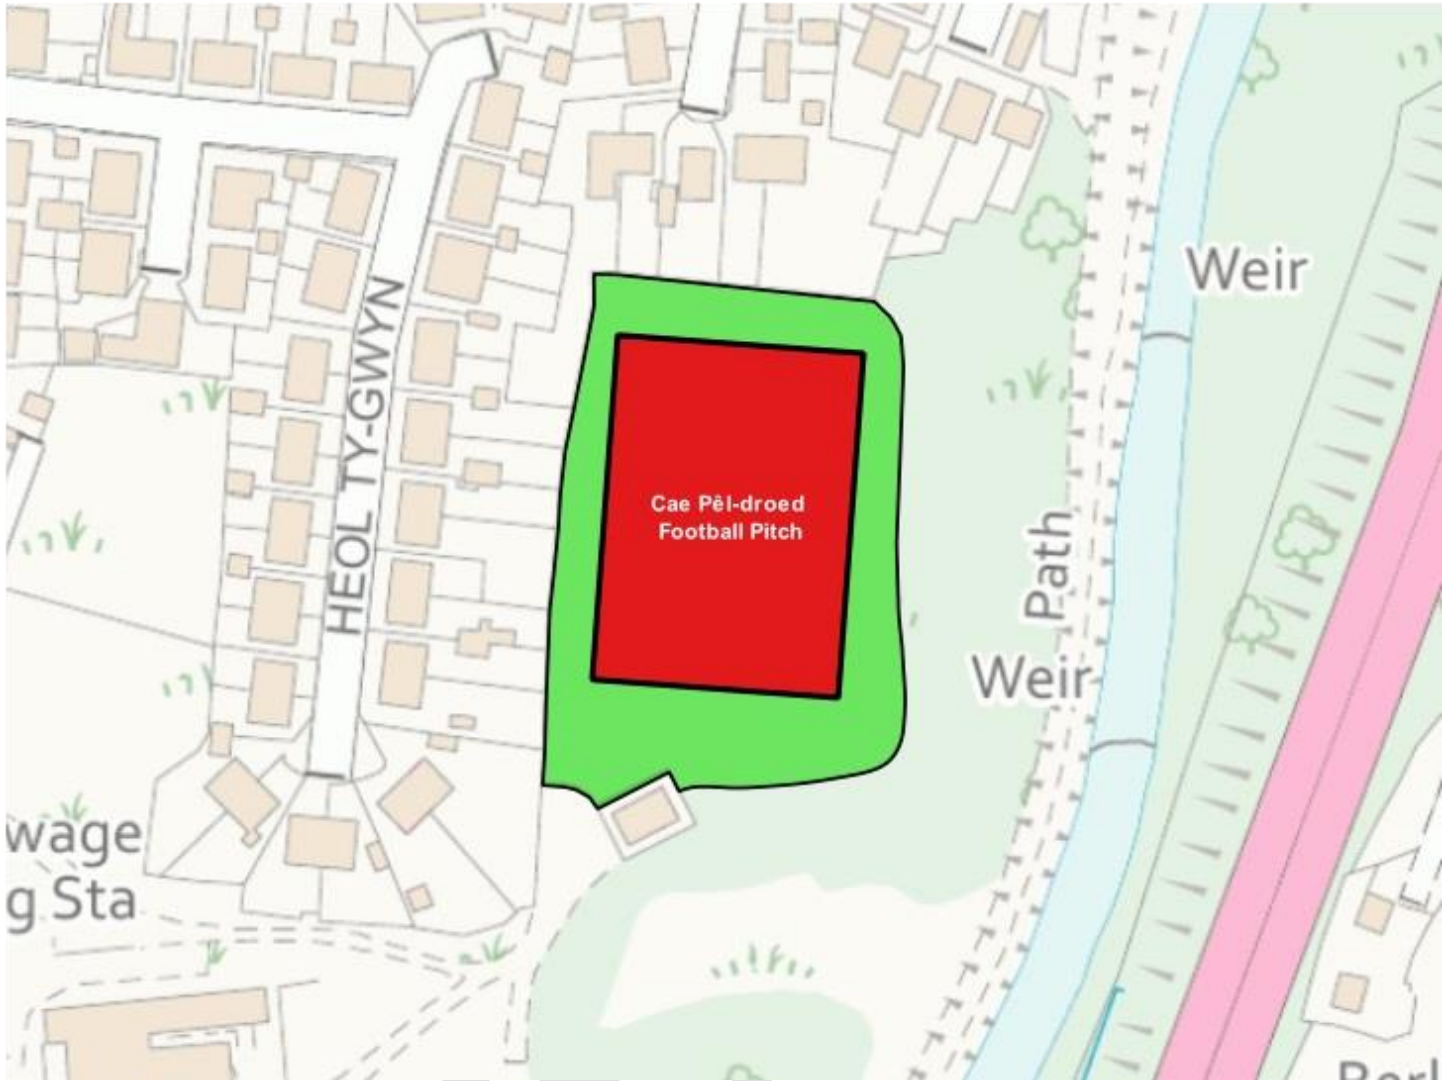 Weir
HEOL TY-GWYN
Cae Pêl-droed
Football Pitch
Path
Weir
wage
g Sta